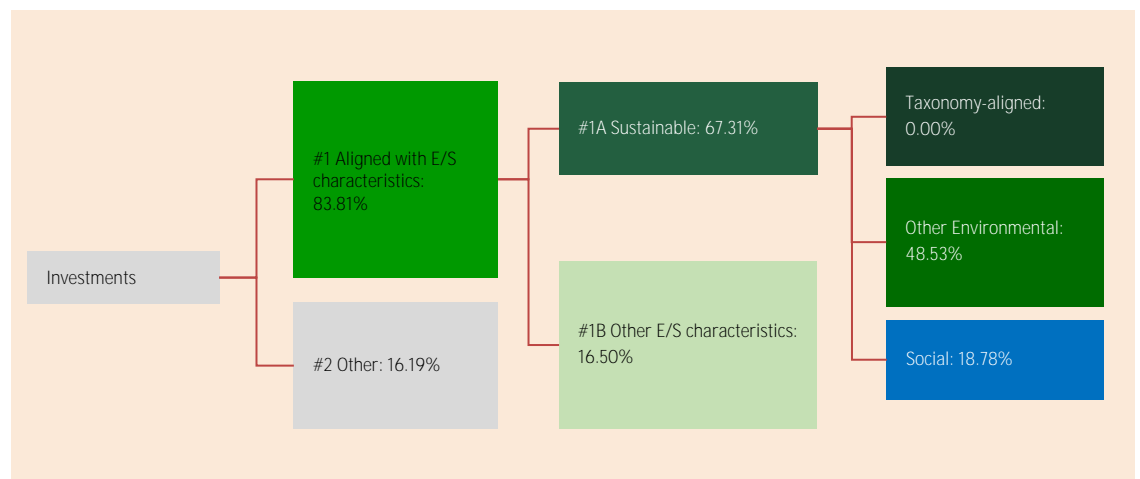 Investments
#1 Aligned with E/S
characteristics:
83.81%
#2 Other: 16.19%
#1A Sustainable: 67.31%
#1B Other E/S characteristics:
16.50%
Taxonomy-aligned:
0.00%
Other Environmental:
48.53%
Social: 18.78%